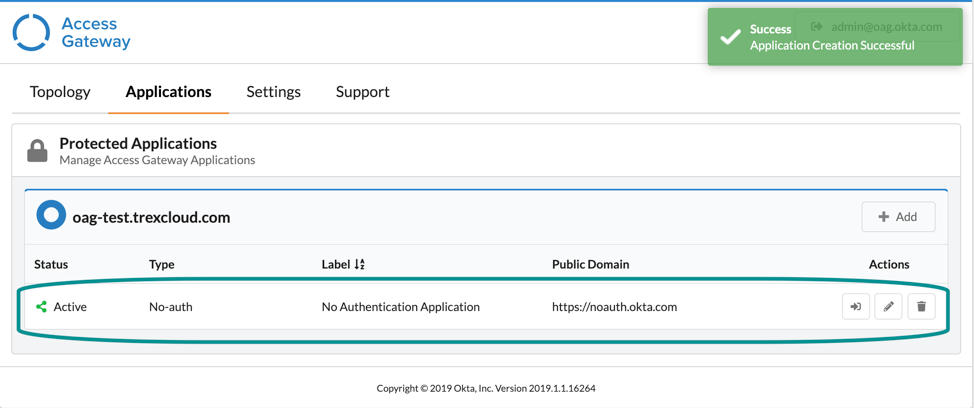 Access
Gateway
Success
admin@oag.okta.com
Application Creation Successful
Topology
Applications
Settings
Support
Protected Applications
Manage Access Gateway Applications
oag-test.trexcloud.com
Add
Status Type Label Public Domain Actions
Active No-auth No Authentication Application https://noauth.okta.com
Copyright © 2019 Okta, Inc. Version 2019.1.1.16264